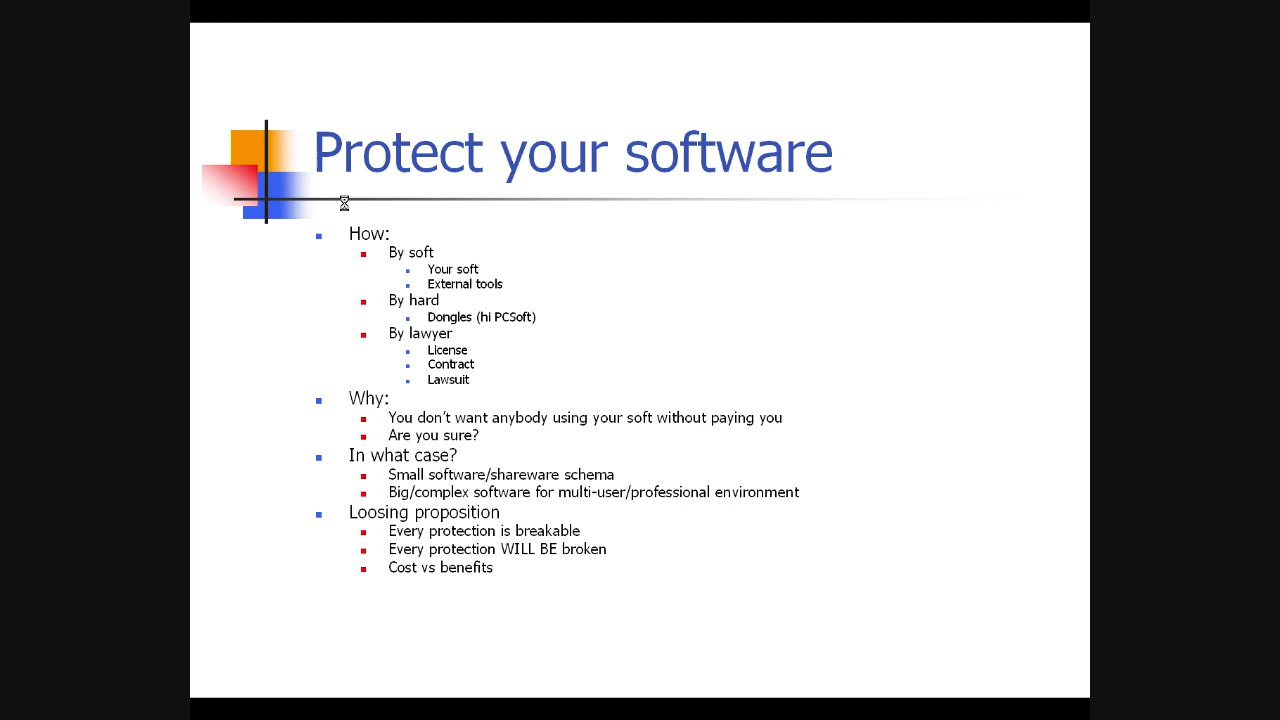 Protect your software
How:
By soft
Your soft
External tools
By hard
Dongles (hi PCSoft)
By lawyer
License
Contract
Lawsuit
Why:
You don't want anybody using your soft without paying you
Are you sure?
In what case?
Small software/shareware schema
Big/complex software for multi-user/professional environment
Loosing proposition
Every protection is breakable
Every protection WILL BE broken
Cost vs benefits